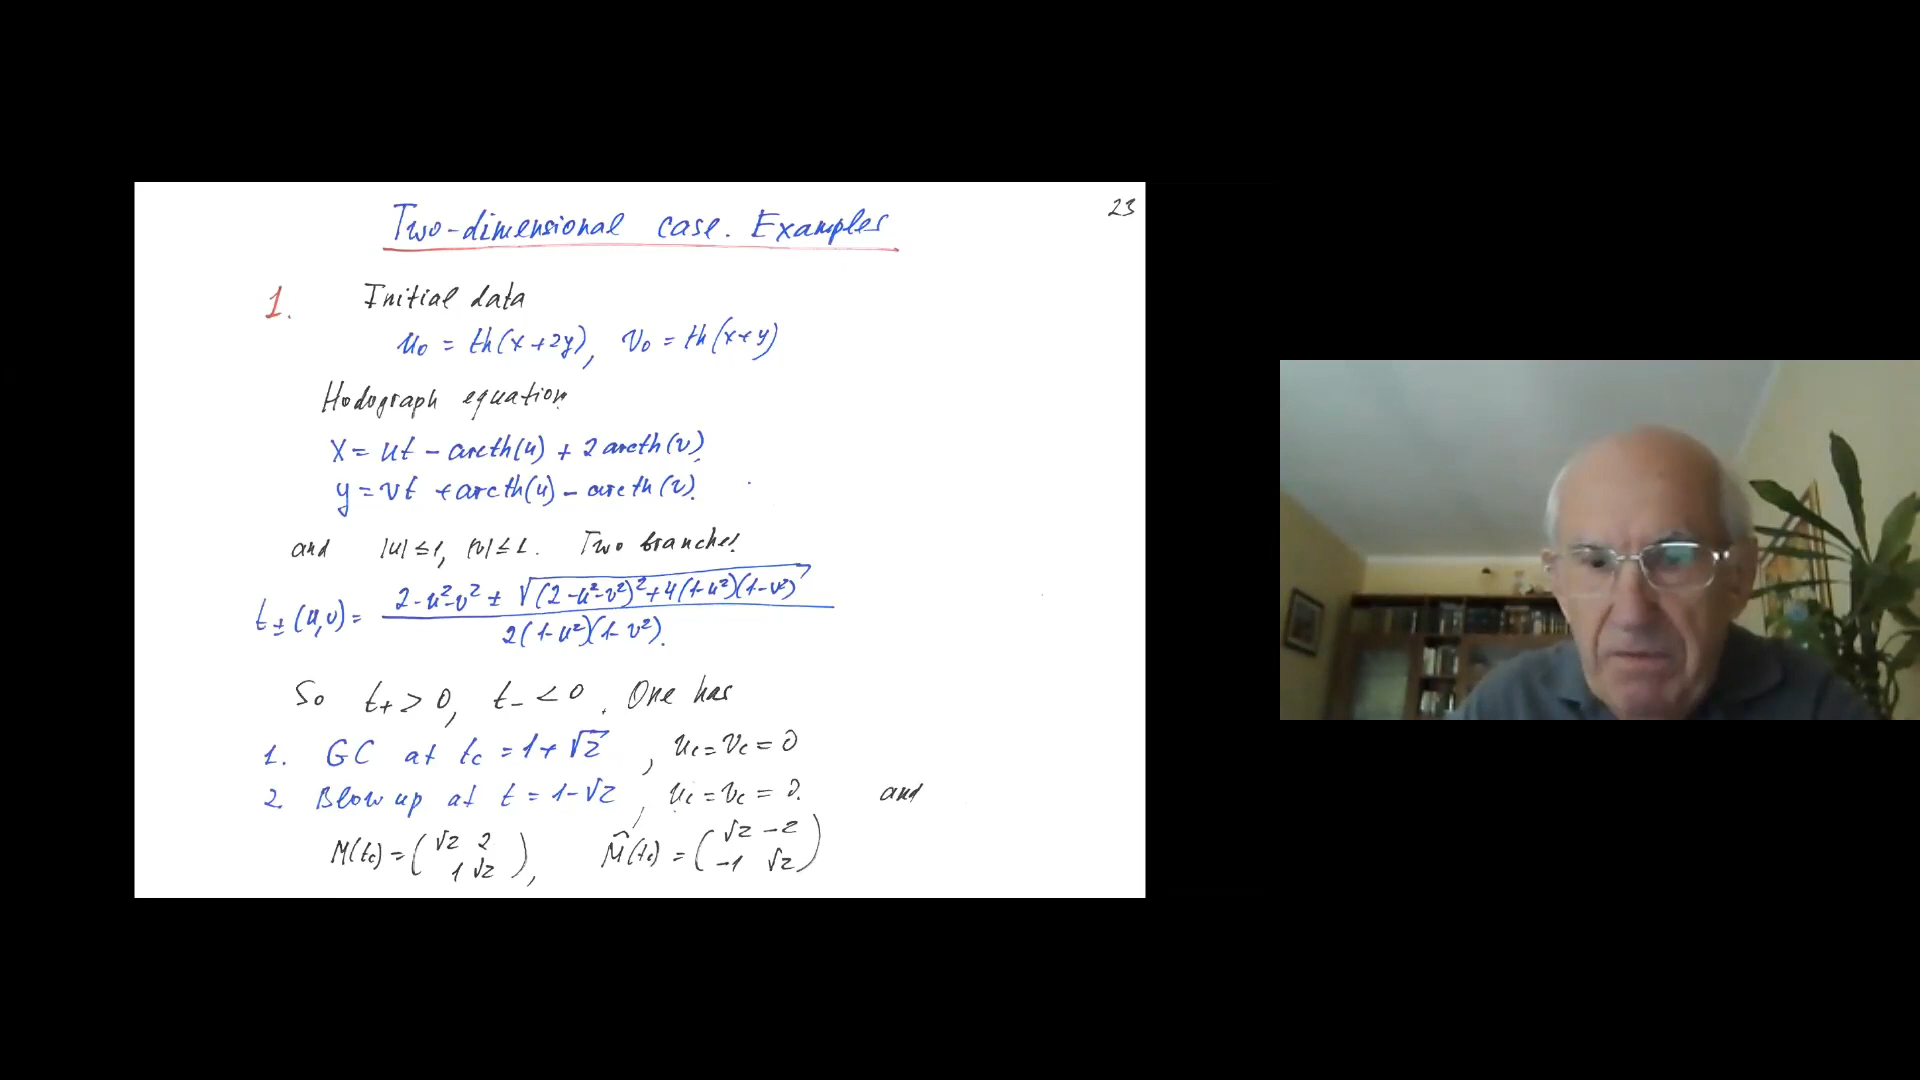 23
Two-dimensional case. Examples
1. Initial data
u₀ = th(x+2y), v₀ = th(x+y)
Hodograph equation
x = ut - arcth(u) + 2 arcth(v),
y = vt + arcth(u) - arcth(v).
and |u| ≤ 1, |v| ≤ 1. Two branches
t±(u,v) = (2-u²-v² ± √((2-u²-v²)²+4(1-u²)(1-v²))) / (2(1-u²)(1-v²)).
So t₊ > 0, t₋ < 0. One has
1. GC at tc = 1+√2, uc = vc = 0
2. Blow up at t = 1-√2, uc = vc = 0. and
M(tc) = (√2 2 ; 1 √2), M̂(tc) = (√2 -2 ; -1 √2)